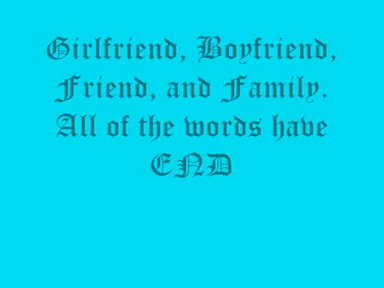 Girlfriend, Boyfriend,
Friend, and Family.
All of the words have
END